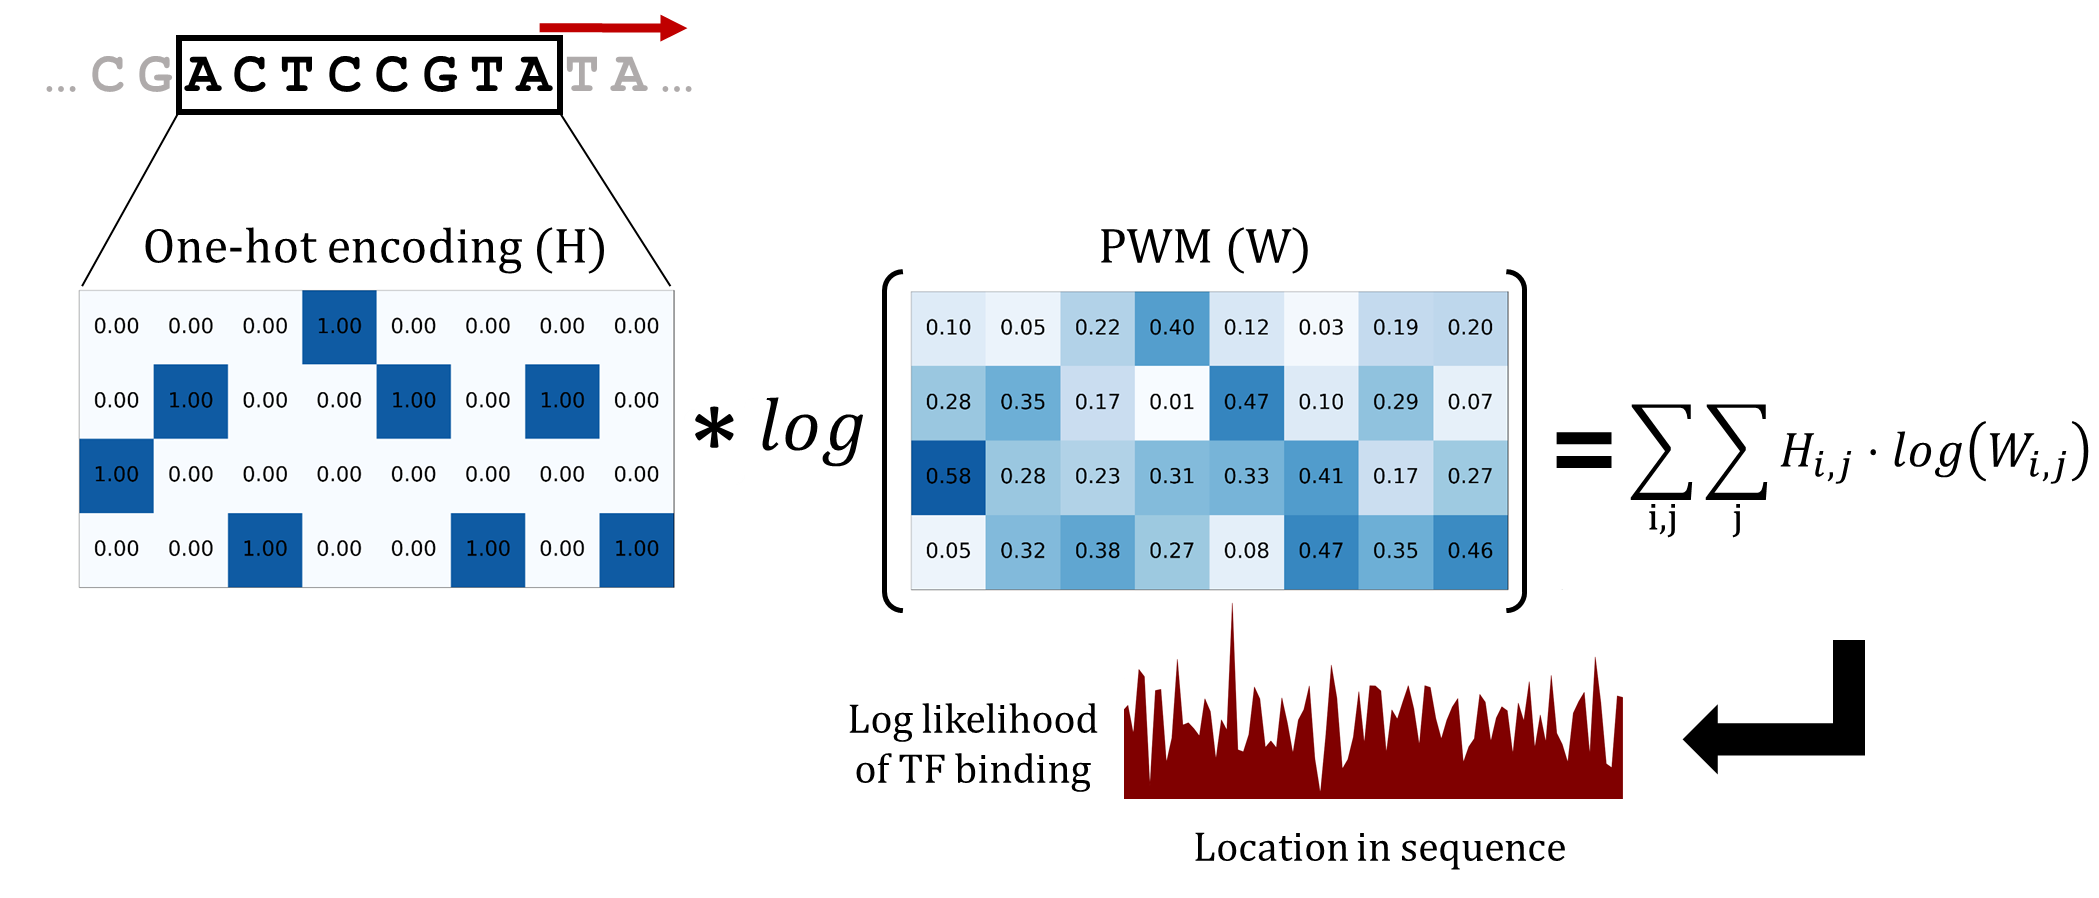 ... C G A C T C C G T A T A ...
One-hot encoding (H)
0.00 0.00 0.00 1.00 0.00 0.00 0.00 0.00
0.00 1.00 0.00 0.00 1.00 0.00 1.00 0.00
1.00 0.00 0.00 0.00 0.00 0.00 0.00 0.00
0.00 0.00 1.00 0.00 0.00 1.00 0.00 1.00
* log
PWM (W)
0.10 0.05 0.22 0.40 0.12 0.03 0.19 0.20
0.28 0.35 0.17 0.01 0.47 0.10 0.29 0.07
0.58 0.28 0.23 0.31 0.33 0.41 0.17 0.27
0.05 0.32 0.38 0.27 0.08 0.47 0.35 0.46
= ∑i,j ∑j Hi,j · log(Wi,j)
Log likelihood
of TF binding
Location in sequence